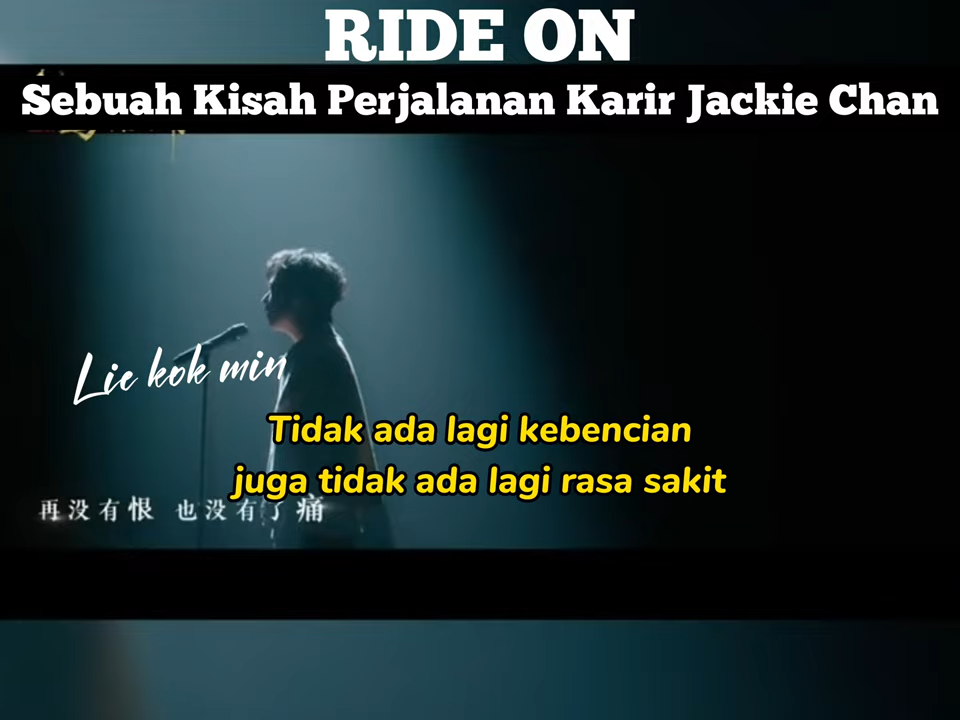 RIDE ON
Sebuah Kisah Perjalanan Karir Jackie Chan
Lie kok min
Tidak ada lagi kebencian
juga tidak ada lagi rasa sakit
再没有恨 也没有了痛